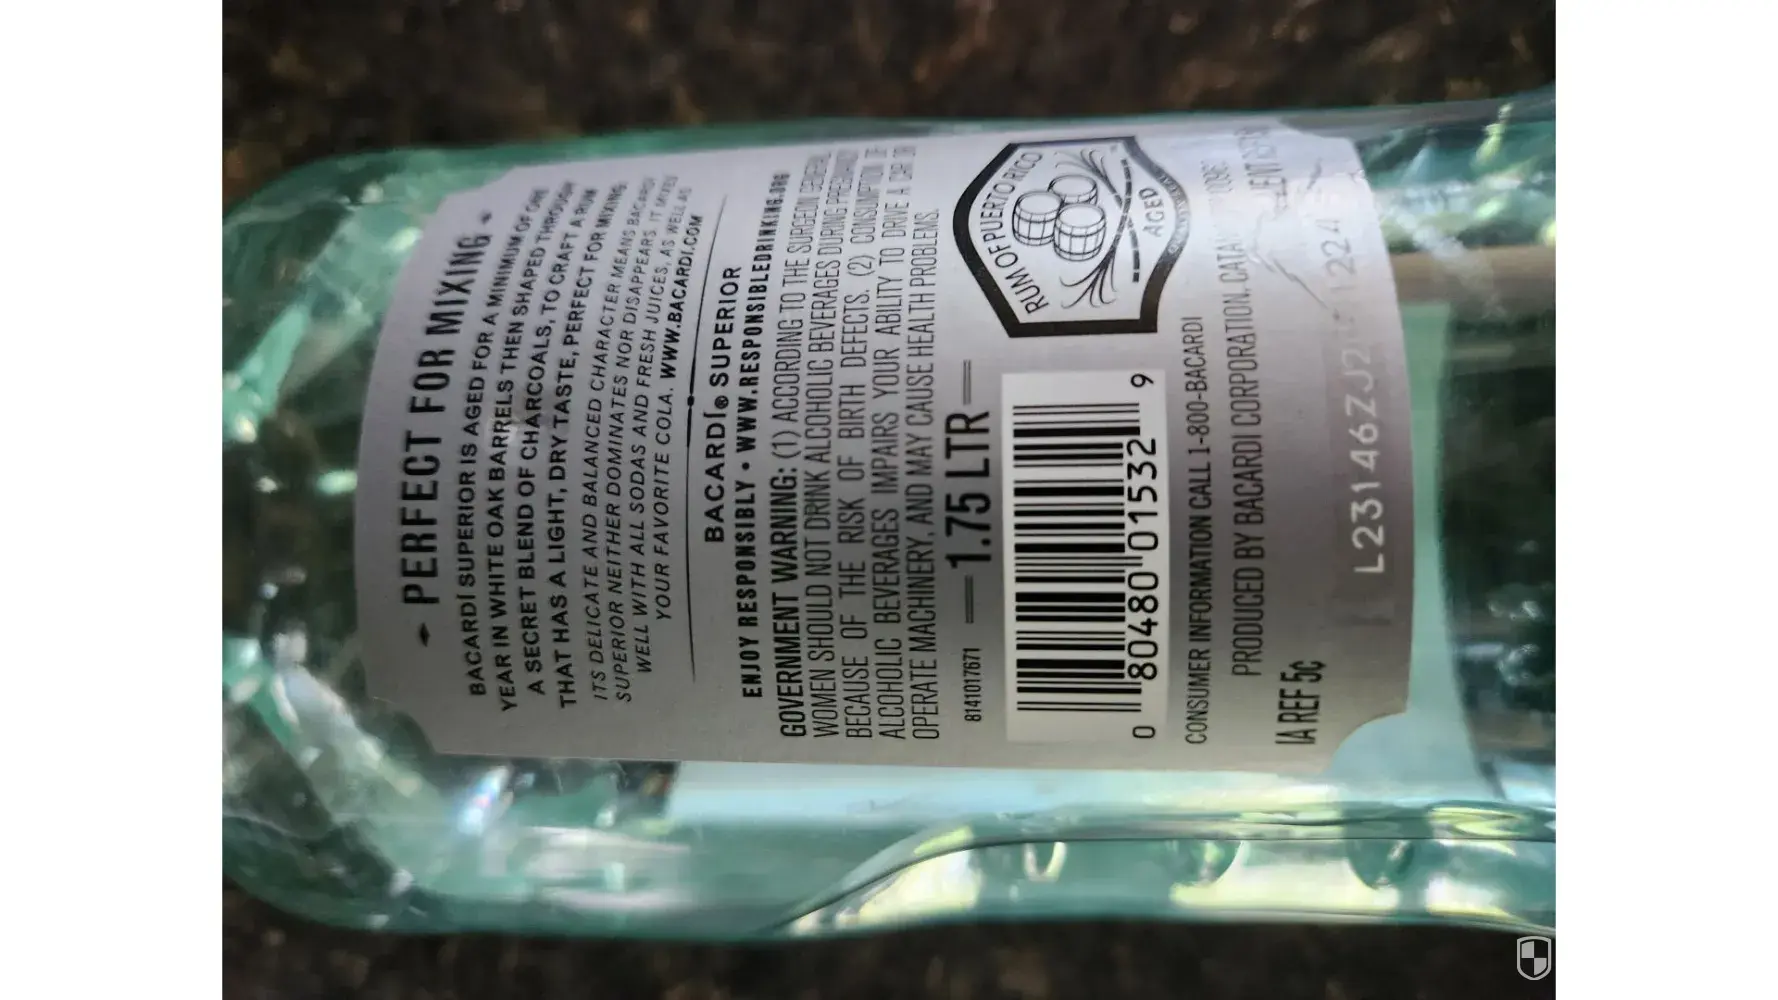 PERFECT FOR MIXING
BACARDÍ SUPERIOR IS AGED FOR A MINIMUM OF ONE
YEAR IN WHITE OAK BARRELS THEN SHAPED THROUGH
A SECRET BLEND OF CHARCOALS, TO CRAFT A RUM
THAT HAS A LIGHT, DRY TASTE, PERFECT FOR MIXING.
ITS DELICATE AND BALANCED CHARACTER MEANS BACARDÍ
SUPERIOR NEITHER DOMINATES NOR DISAPPEARS. IT MIXES
WELL WITH ALL SODAS AND FRESH JUICES, AS WELL AS
YOUR FAVORITE COLA. WWW.BACARDI.COM
BACARDÍ® SUPERIOR
ENJOY RESPONSIBLY • WWW.RESPONSIBLEDRINKING.ORG
GOVERNMENT WARNING: (1) ACCORDING TO THE SURGEON GENERAL,
WOMEN SHOULD NOT DRINK ALCOHOLIC BEVERAGES DURING PREGNANCY
BECAUSE OF THE RISK OF BIRTH DEFECTS. (2) CONSUMPTION OF
ALCOHOLIC BEVERAGES IMPAIRS YOUR ABILITY TO DRIVE A CAR OR
OPERATE MACHINERY, AND MAY CAUSE HEALTH PROBLEMS.
8141017671
1.75 LTR
RUM OF PUERTO RICO
AGED
0 80480 01532 9
CONSUMER INFORMATION CALL 1-800-BACARDI
PRODUCED BY BACARDI CORPORATION,
IA REF 5¢
L23146ZJ2